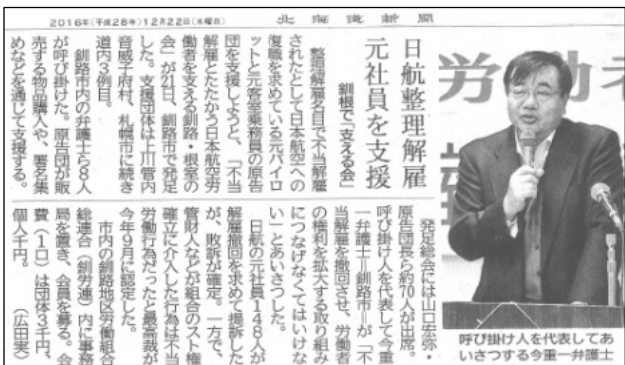 2016年(平成28年)12月22日(木曜日)
北海道新聞
日航整理解雇
元社員を支援
釧根で「支える会」
整理解雇名目で不当解雇
されたとして日本航空への
復職を求めている元パイロ
ットと元客室乗務員の原告
団を支援しようと、「不当
解雇とたたかう日本航空労
働者を支える釧路・根室の
会」が21日、釧路市で発足
した。支援団体は上川管内
音威子府村、札幌市に続き
道内3例目。
釧路市内の弁護士ら8人
が呼び掛けた。原告団が販
売する物品購入や、署名集
めなどを通じて支援する。
発足総会には山口宏弥・
原告団長ら約70人が出席。
呼び掛け人を代表して今重
一弁護士=釧路市=が「不
当解雇を撤回させ、労働者
の権利を拡大する取り組み
につなげなくてはいけな
い」とあいさつした。
日航の元社員148人が
解雇撤回を求めて提訴した
が、敗訴が確定。一方で、
管財人などが組合のスト権
確立に介入した行為は不当
労働行為だったと最高裁が
今年9月に認定した。
市内の釧路地区労働組合
総連合(釧労連)内に事務
局を置き、会員を募る。会
費(1口)は団体3千円、
個人千円。 (広田実)
労働者
呼び掛け人を代表してあ
いさつする今重一弁護士